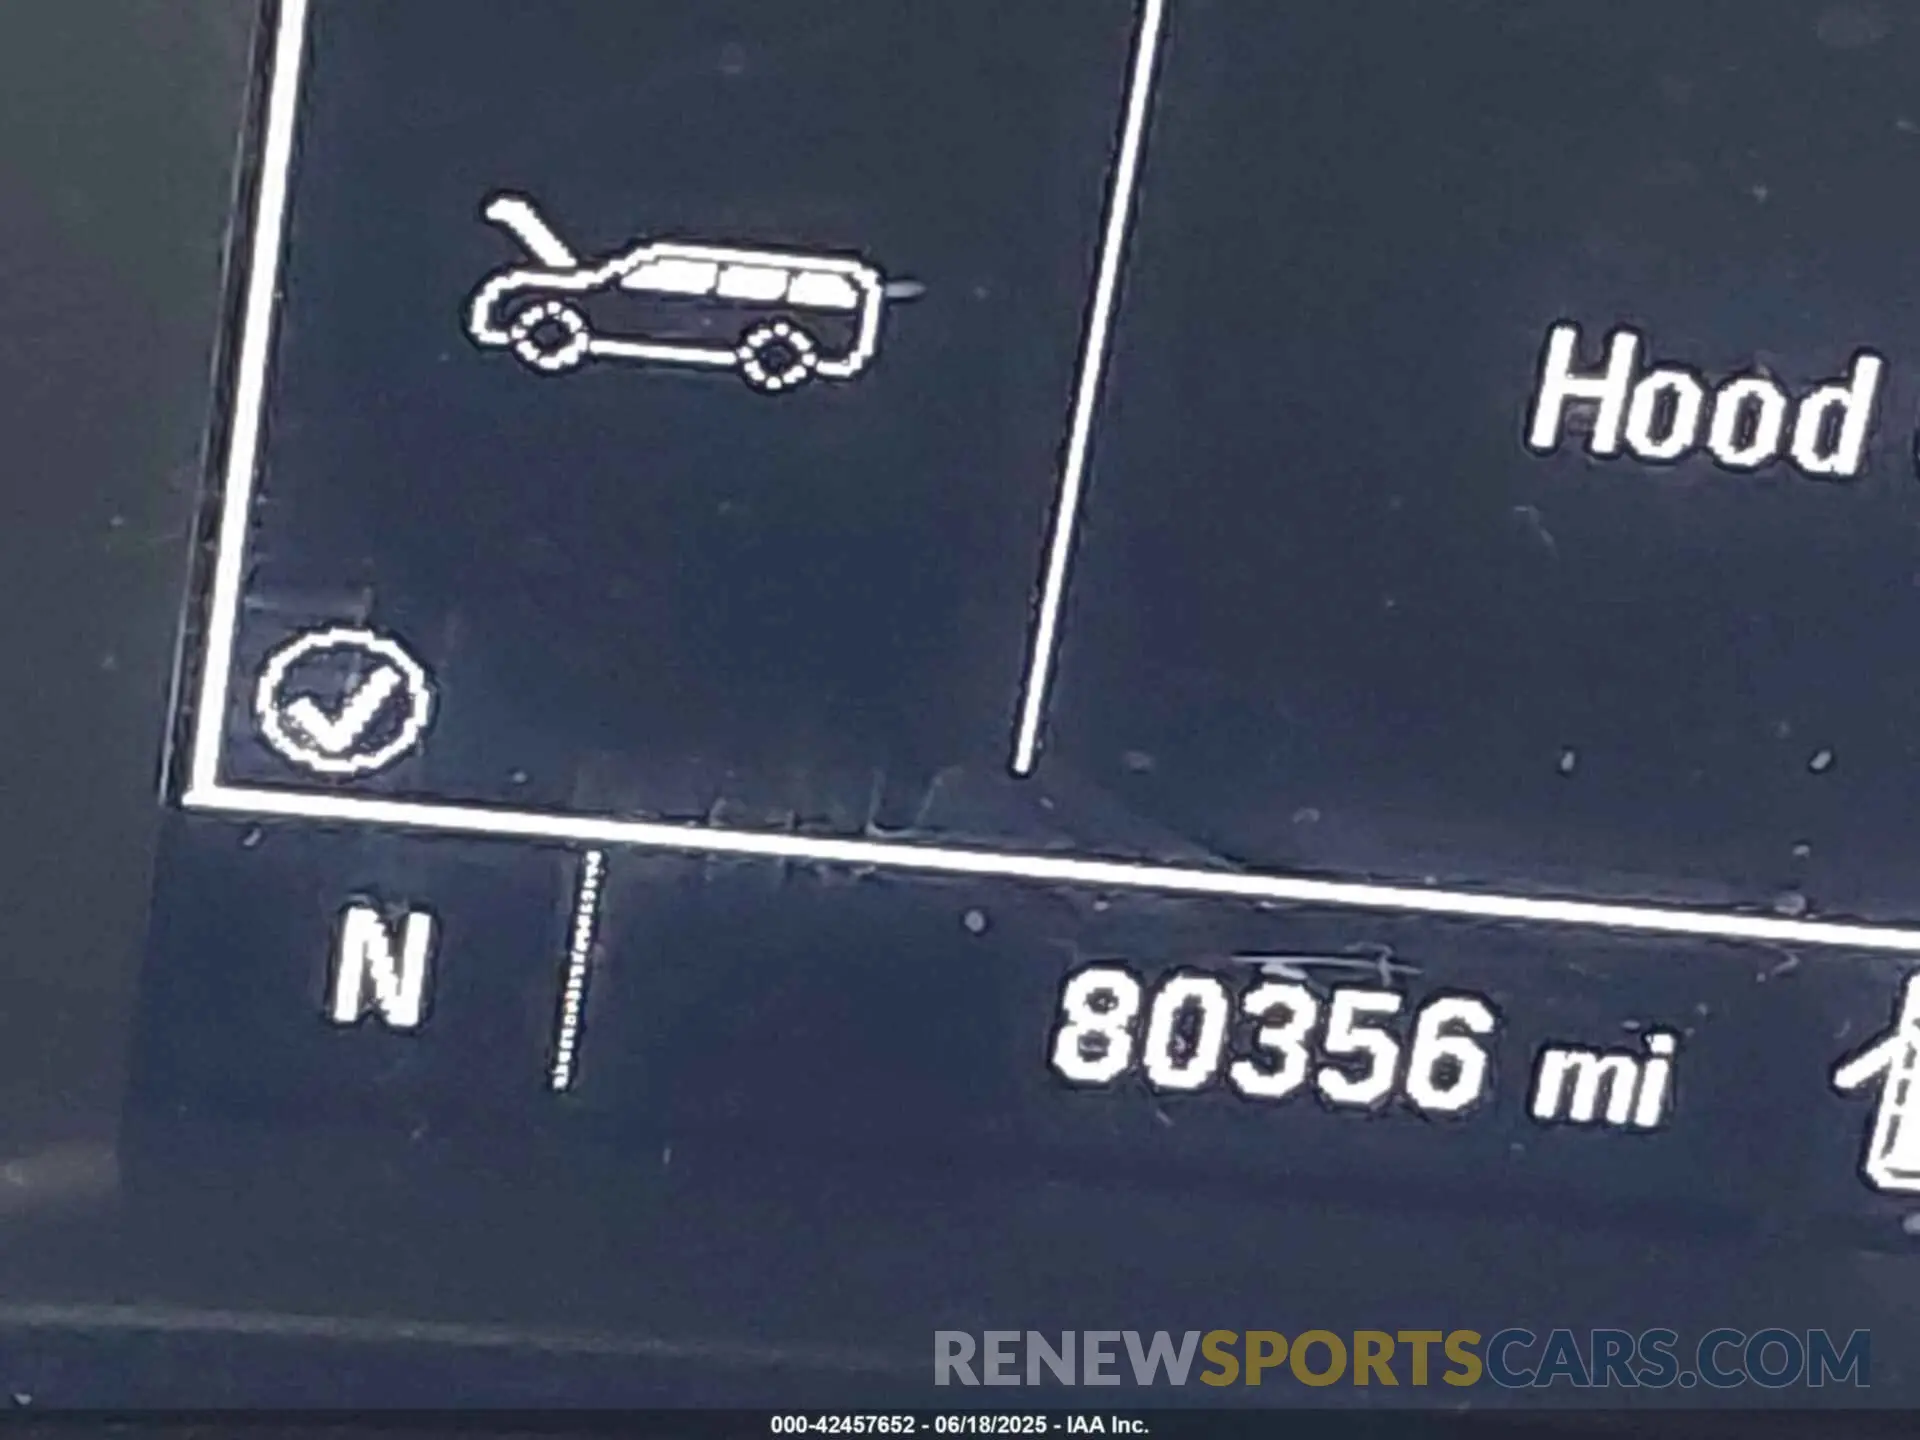 Hood
N
80356 mi
RENEWSPORTSCARS.COM
000-42457652 - 06/18/2025 - IAA Inc.